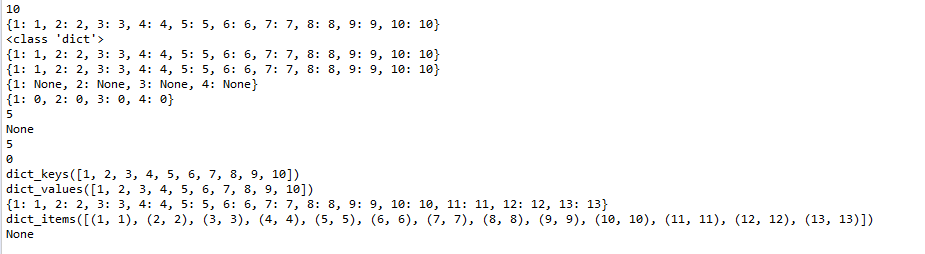 10
{1: 1, 2: 2, 3: 3, 4: 4, 5: 5, 6: 6, 7: 7, 8: 8, 9: 9, 10: 10}
<class 'dict'>
{1: 1, 2: 2, 3: 3, 4: 4, 5: 5, 6: 6, 7: 7, 8: 8, 9: 9, 10: 10}
{1: 1, 2: 2, 3: 3, 4: 4, 5: 5, 6: 6, 7: 7, 8: 8, 9: 9, 10: 10}
{1: None, 2: None, 3: None, 4: None}
{1: 0, 2: 0, 3: 0, 4: 0}
5
None
5
0
dict_keys([1, 2, 3, 4, 5, 6, 7, 8, 9, 10])
dict_values([1, 2, 3, 4, 5, 6, 7, 8, 9, 10])
{1: 1, 2: 2, 3: 3, 4: 4, 5: 5, 6: 6, 7: 7, 8: 8, 9: 9, 10: 10, 11: 11, 12: 12, 13: 13}
dict_items([(1, 1), (2, 2), (3, 3), (4, 4), (5, 5), (6, 6), (7, 7), (8, 8), (9, 9), (10, 10), (11, 11), (12, 12), (13, 13)])
None